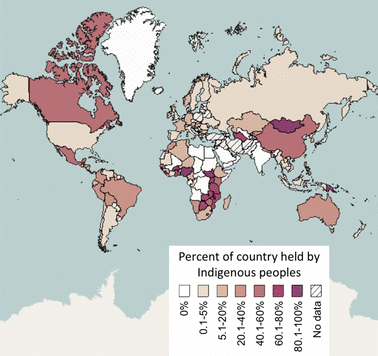 Percent of country held by
Indigenous peoples
0%
0.1-5%
5.1-20%
20.1-40%
40.1-60%
60.1-80%
80.1-100%
No data